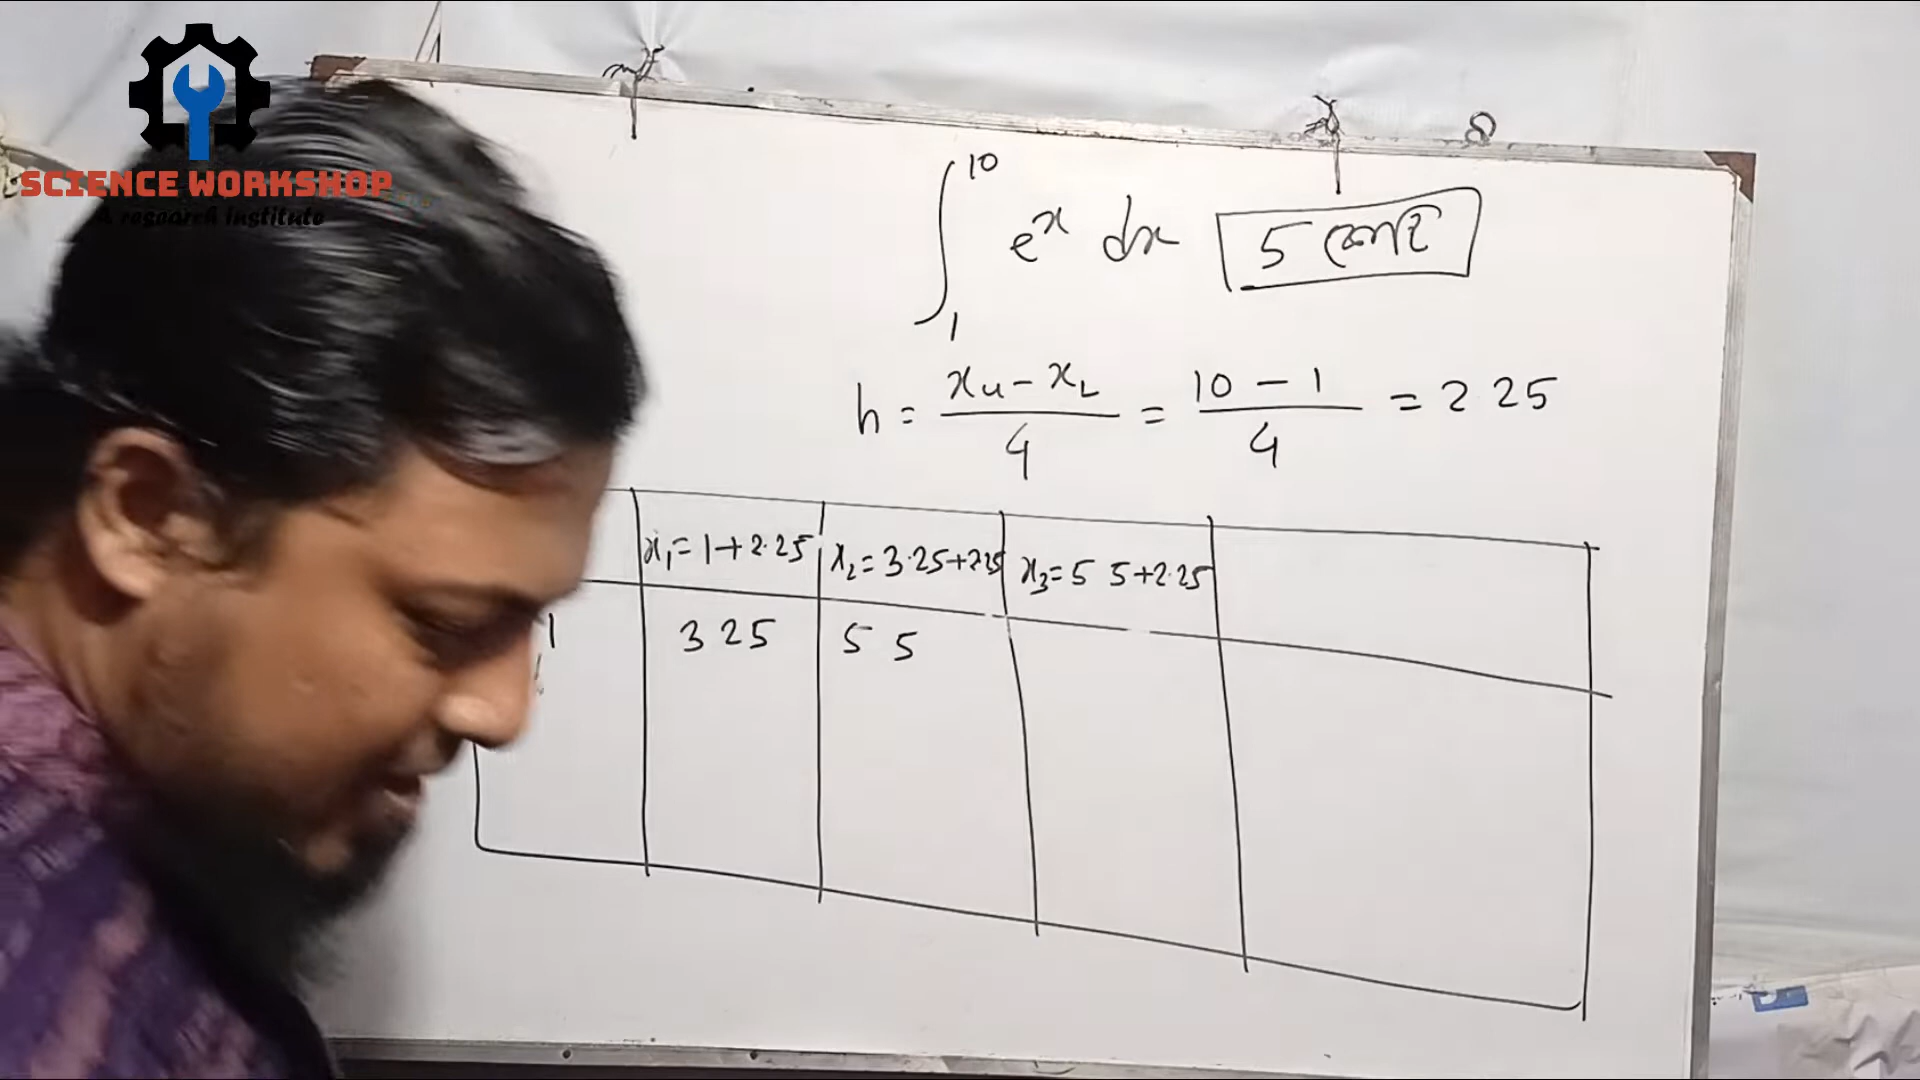 SCIENCE WORKSHOP
A research institute
∫₁¹⁰ eˣ dx 5 কোটি
h = (xu − xL)/4 = (10 − 1)/4 = 2.25
x₁ = 1+2.25 x₂ = 3.25+2.25 x₃ = 5.5+2.25
1 3.25 5.5